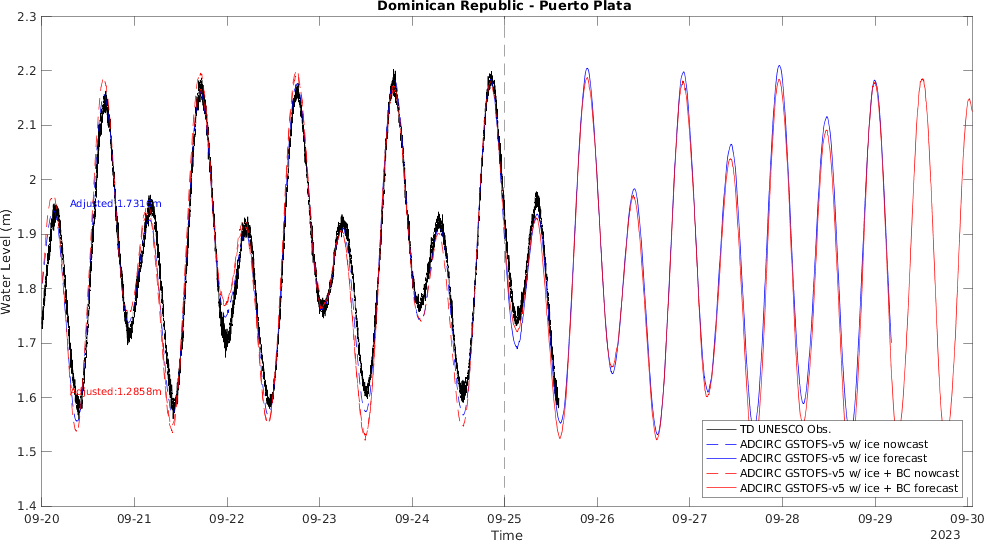 Dominican Republic - Puerto Plata
2.3
2.2
2.1
2
1.9
1.8
1.7
1.6
1.5
1.4
Water Level (m)
Adjusted:1.7316m
Adjusted:1.2858m
TD UNESCO Obs.
ADCIRC GSTOFS-v5 w/ ice nowcast
ADCIRC GSTOFS-v5 w/ ice forecast
ADCIRC GSTOFS-v5 w/ ice + BC nowcast
ADCIRC GSTOFS-v5 w/ ice + BC forecast
09-20 09-21 09-22 09-23 09-24 09-25 09-26 09-27 09-28 09-29 09-30
Time
2023